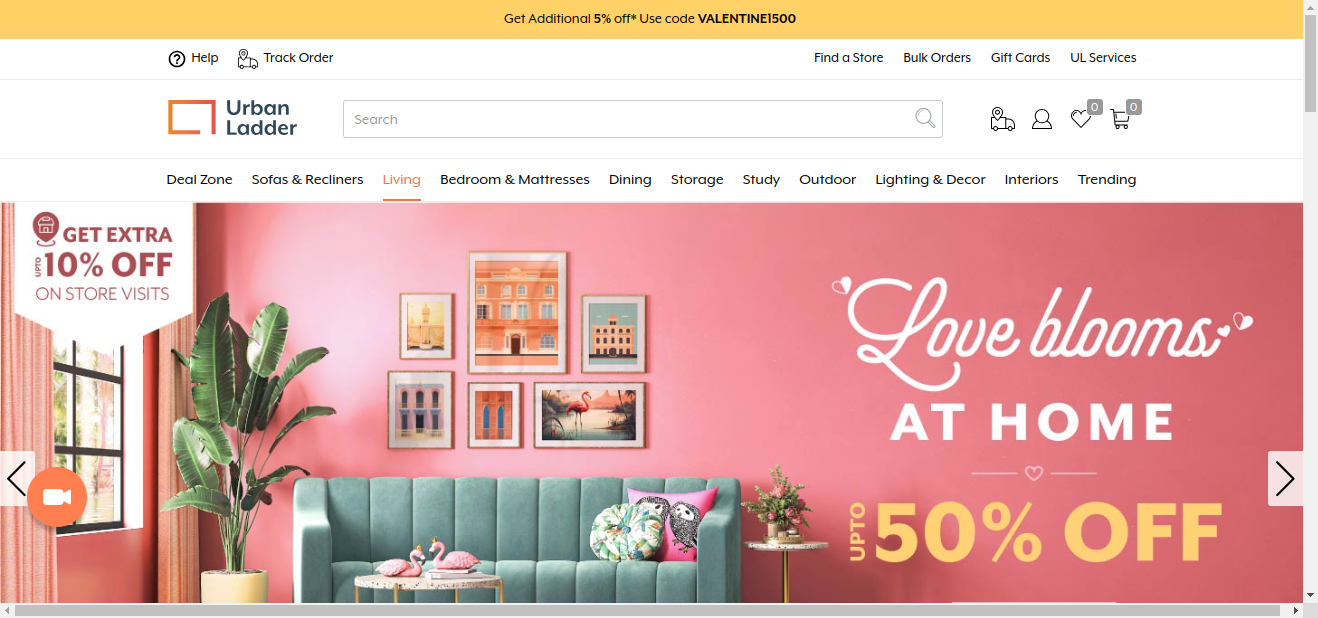 Get Additional 5% off* Use code VALENTINE1500
Help Track Order Find a Store Bulk Orders Gift Cards UL Services
Urban
Ladder
Search
0 0
Deal Zone Sofas & Recliners Living Bedroom & Mattresses Dining Storage Study Outdoor Lighting & Decor Interiors Trending
GET EXTRA
UPTO 10% OFF
ON STORE VISITS
Love blooms
AT HOME
UPTO 50% OFF